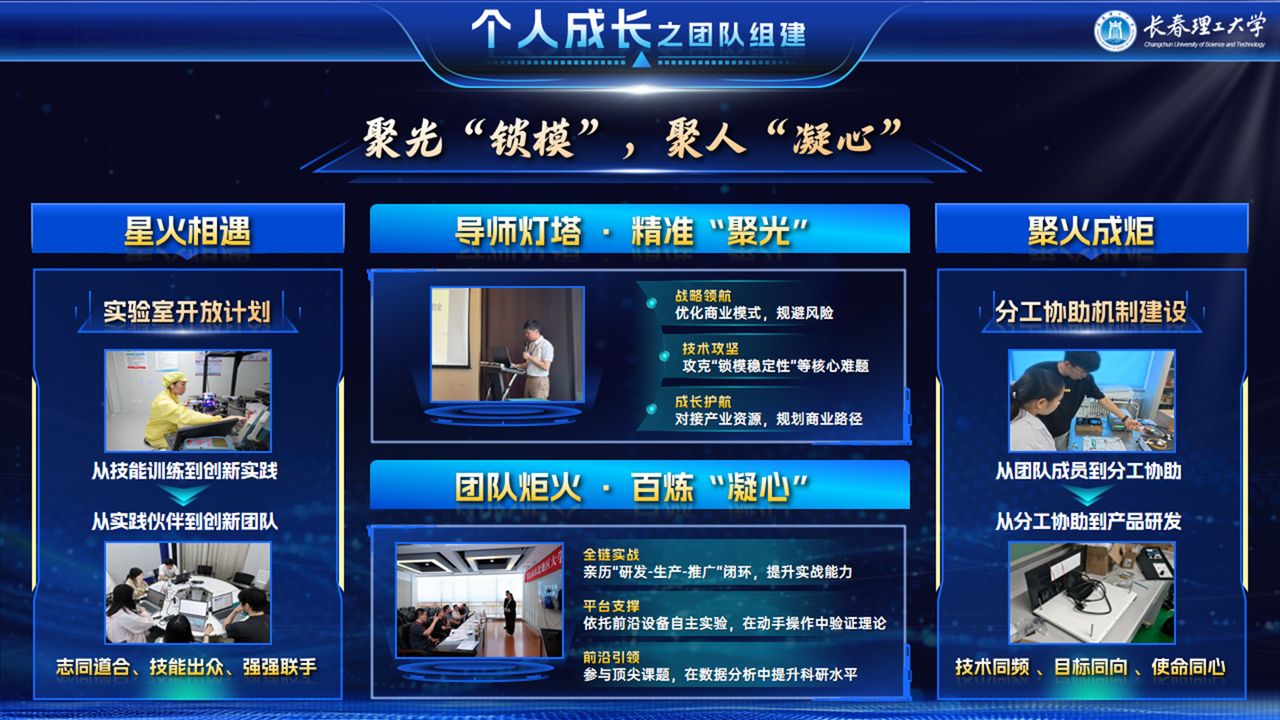 个人成长之团队组建
长春理工大学
Changchun University of Science and Technology
聚光“锁模”，聚人“凝心”
星火相遇
实验室开放计划
从技能训练到创新实践
从实践伙伴到创新团队
志同道合、技能出众、强强联手
导师灯塔 · 精准“聚光”
战略领航
优化商业模式，规避风险
技术攻坚
攻克“锁模稳定性”等核心难题
成长护航
对接产业资源，规划商业路径
团队炬火 · 百炼“凝心”
全链实战
亲历“研发-生产-推广”闭环，提升实战能力
平台支撑
依托前沿设备自主实验，在动手操作中验证理论
前沿引领
参与顶尖课题，在数据分析中提升科研水平
聚火成炬
分工协助机制建设
从团队成员到分工协助
从分工协助到产品研发
技术同频 、目标同向 、使命同心